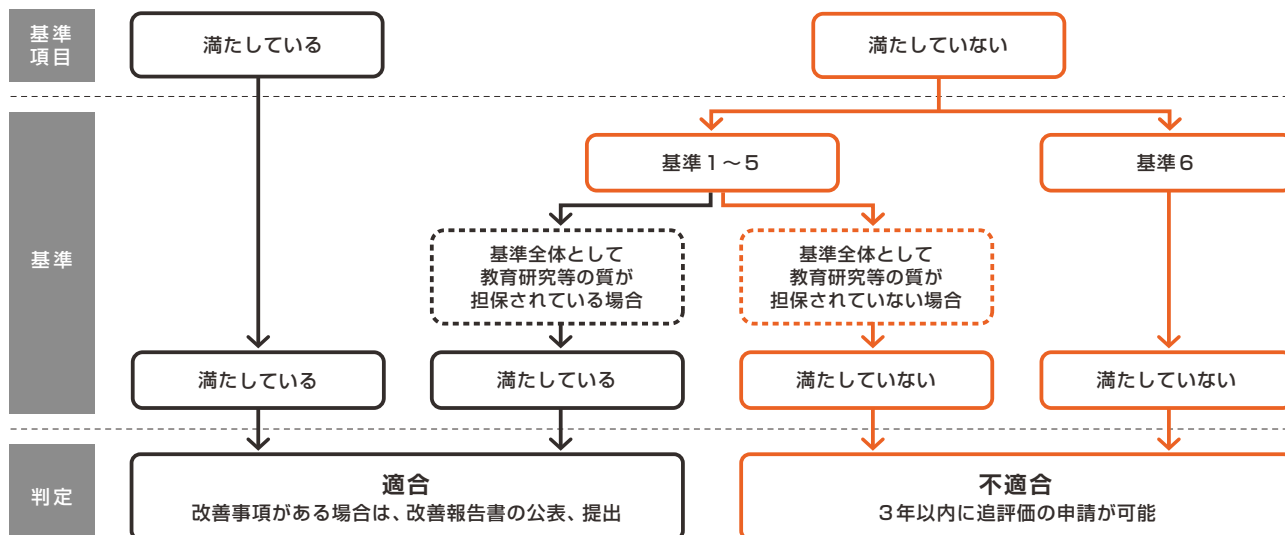 基準
項目
満たしている
満たしていない
基準
基準1～5
基準6
基準全体として
教育研究等の質が
担保されている場合
基準全体として
教育研究等の質が
担保されていない場合
満たしている
満たしている
満たしていない
満たしていない
判定
適合
改善事項がある場合は、改善報告書の公表、提出
不適合
3年以内に追評価の申請が可能